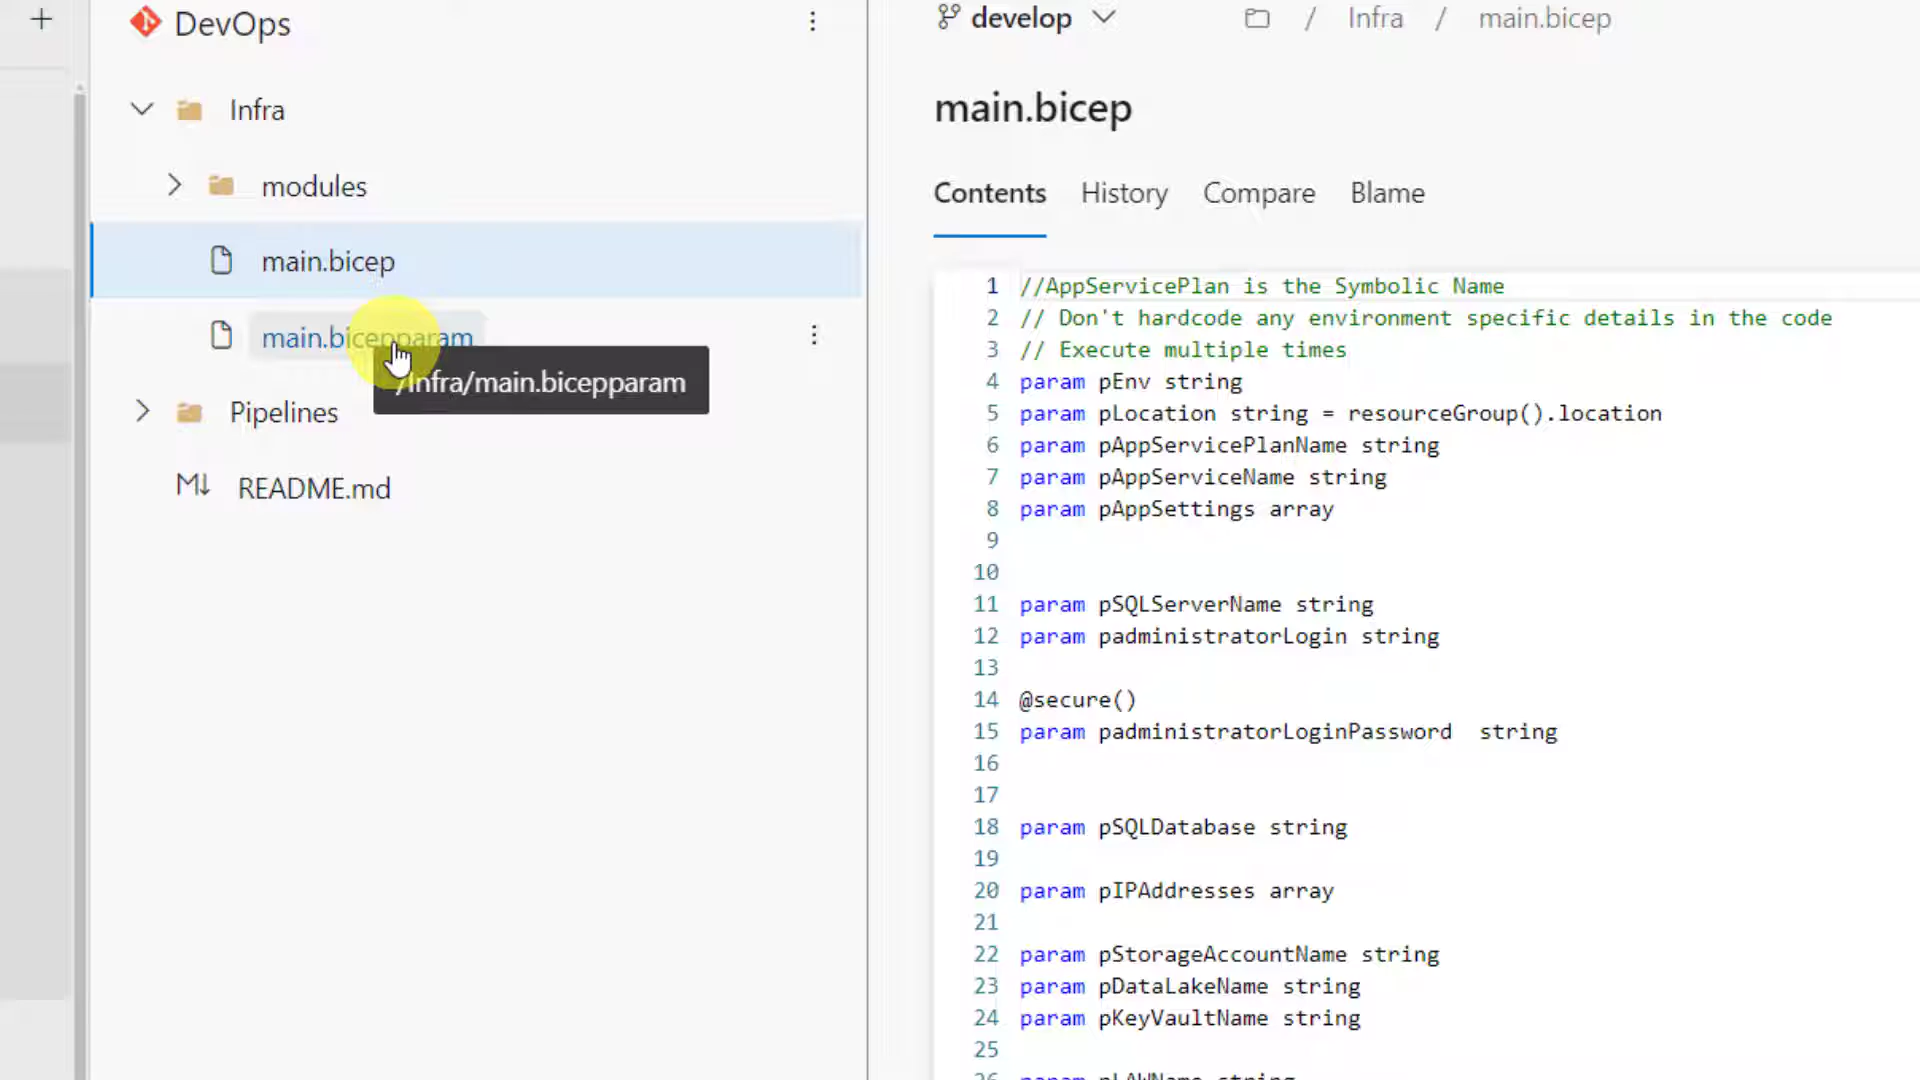 DevOps
Infra
modules
main.bicep
main.bicepparam
/Infra/main.bicepparam
Pipelines
README.md
develop
/ Infra / main.bicep
main.bicep
Contents History Compare Blame
1 //AppServicePlan is the Symbolic Name
2 // Don't hardcode any environment specific details in the code
3 // Execute multiple times
4 param pEnv string
5 param pLocation string = resourceGroup().location
6 param pAppServicePlanName string
7 param pAppServiceName string
8 param pAppSettings array
9
10
11 param pSQLServerName string
12 param padministratorLogin string
13
14 @secure()
15 param padministratorLoginPassword  string
16
17
18 param pSQLDatabase string
19
20 param pIPAddresses array
21
22 param pStorageAccountName string
23 param pDataLakeName string
24 param pKeyVaultName string
25
26 param pLAWName string